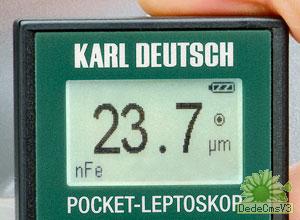 KARL DEUTSCH
23.7
µm
nFe
POCKET-LEPTOSKOP
DedeCmsV3